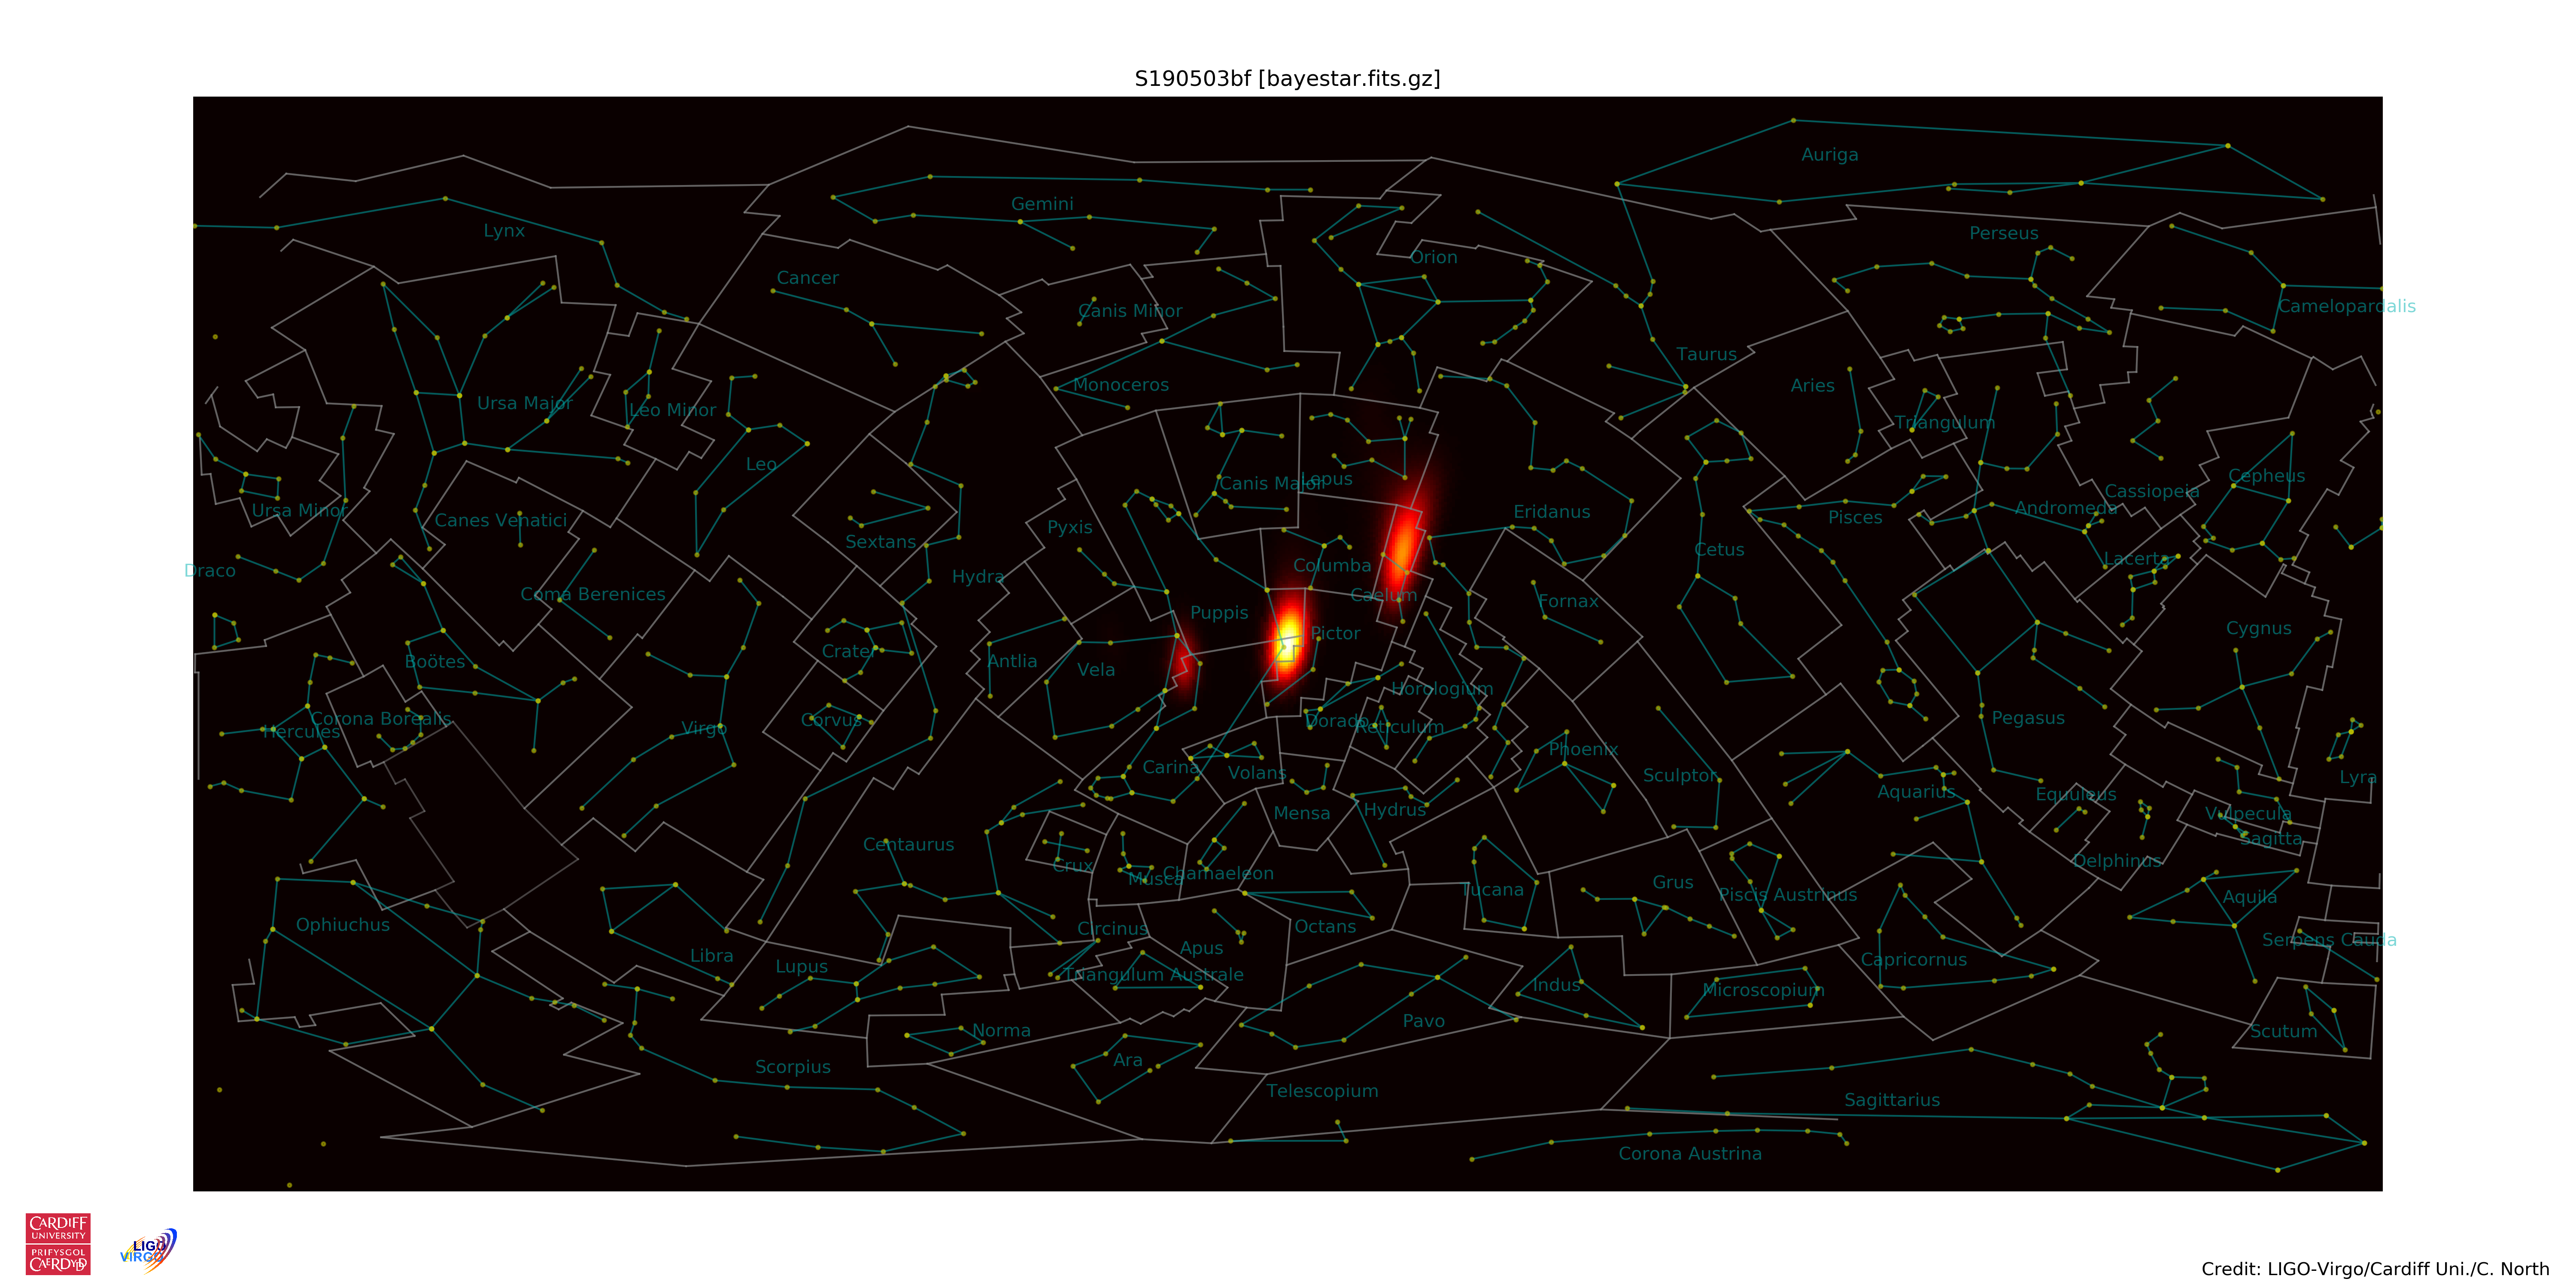 S190503bf [bayestar.fits.gz]
Auriga
Gemini
Lynx
Perseus
Orion
Cancer
Camelopardalis
Canis Minor
Taurus
Monoceros
Aries
Ursa Major
Leo Minor
Triangulum
Leo
Canis Major
Lepus
Cepheus
Cassiopeia
Ursa Minor
Canes Venatici
Pyxis
Eridanus
Pisces
Andromeda
Sextans
Cetus
Lacerta
Draco
Hydra
Columba
Coma Berenices
Caelum
Fornax
Puppis
Pictor
Cygnus
Crater
Boötes
Antlia
Vela
Horologium
Corona Borealis
Hercules
Virgo
Corvus
Dorado
Reticulum
Pegasus
Phoenix
Carina
Volans
Sculptor
Lyra
Aquarius
Equuleus
Mensa
Hydrus
Vulpecula
Sagitta
Centaurus
Crux
Musca
Chamaeleon
Delphinus
Tucana
Grus
Piscis Austrinus
Aquila
Ophiuchus
Circinus
Octans
Apus
Serpens Cauda
Libra
Lupus
Triangulum Australe
Capricornus
Indus
Microscopium
Norma
Pavo
Scutum
Scorpius
Ara
Telescopium
Sagittarius
Corona Austrina
CARDIFF
UNIVERSITY
PRIFYSGOL
CAERDYDD
LIGO
VIRGO
Credit: LIGO-Virgo/Cardiff Uni./C. North